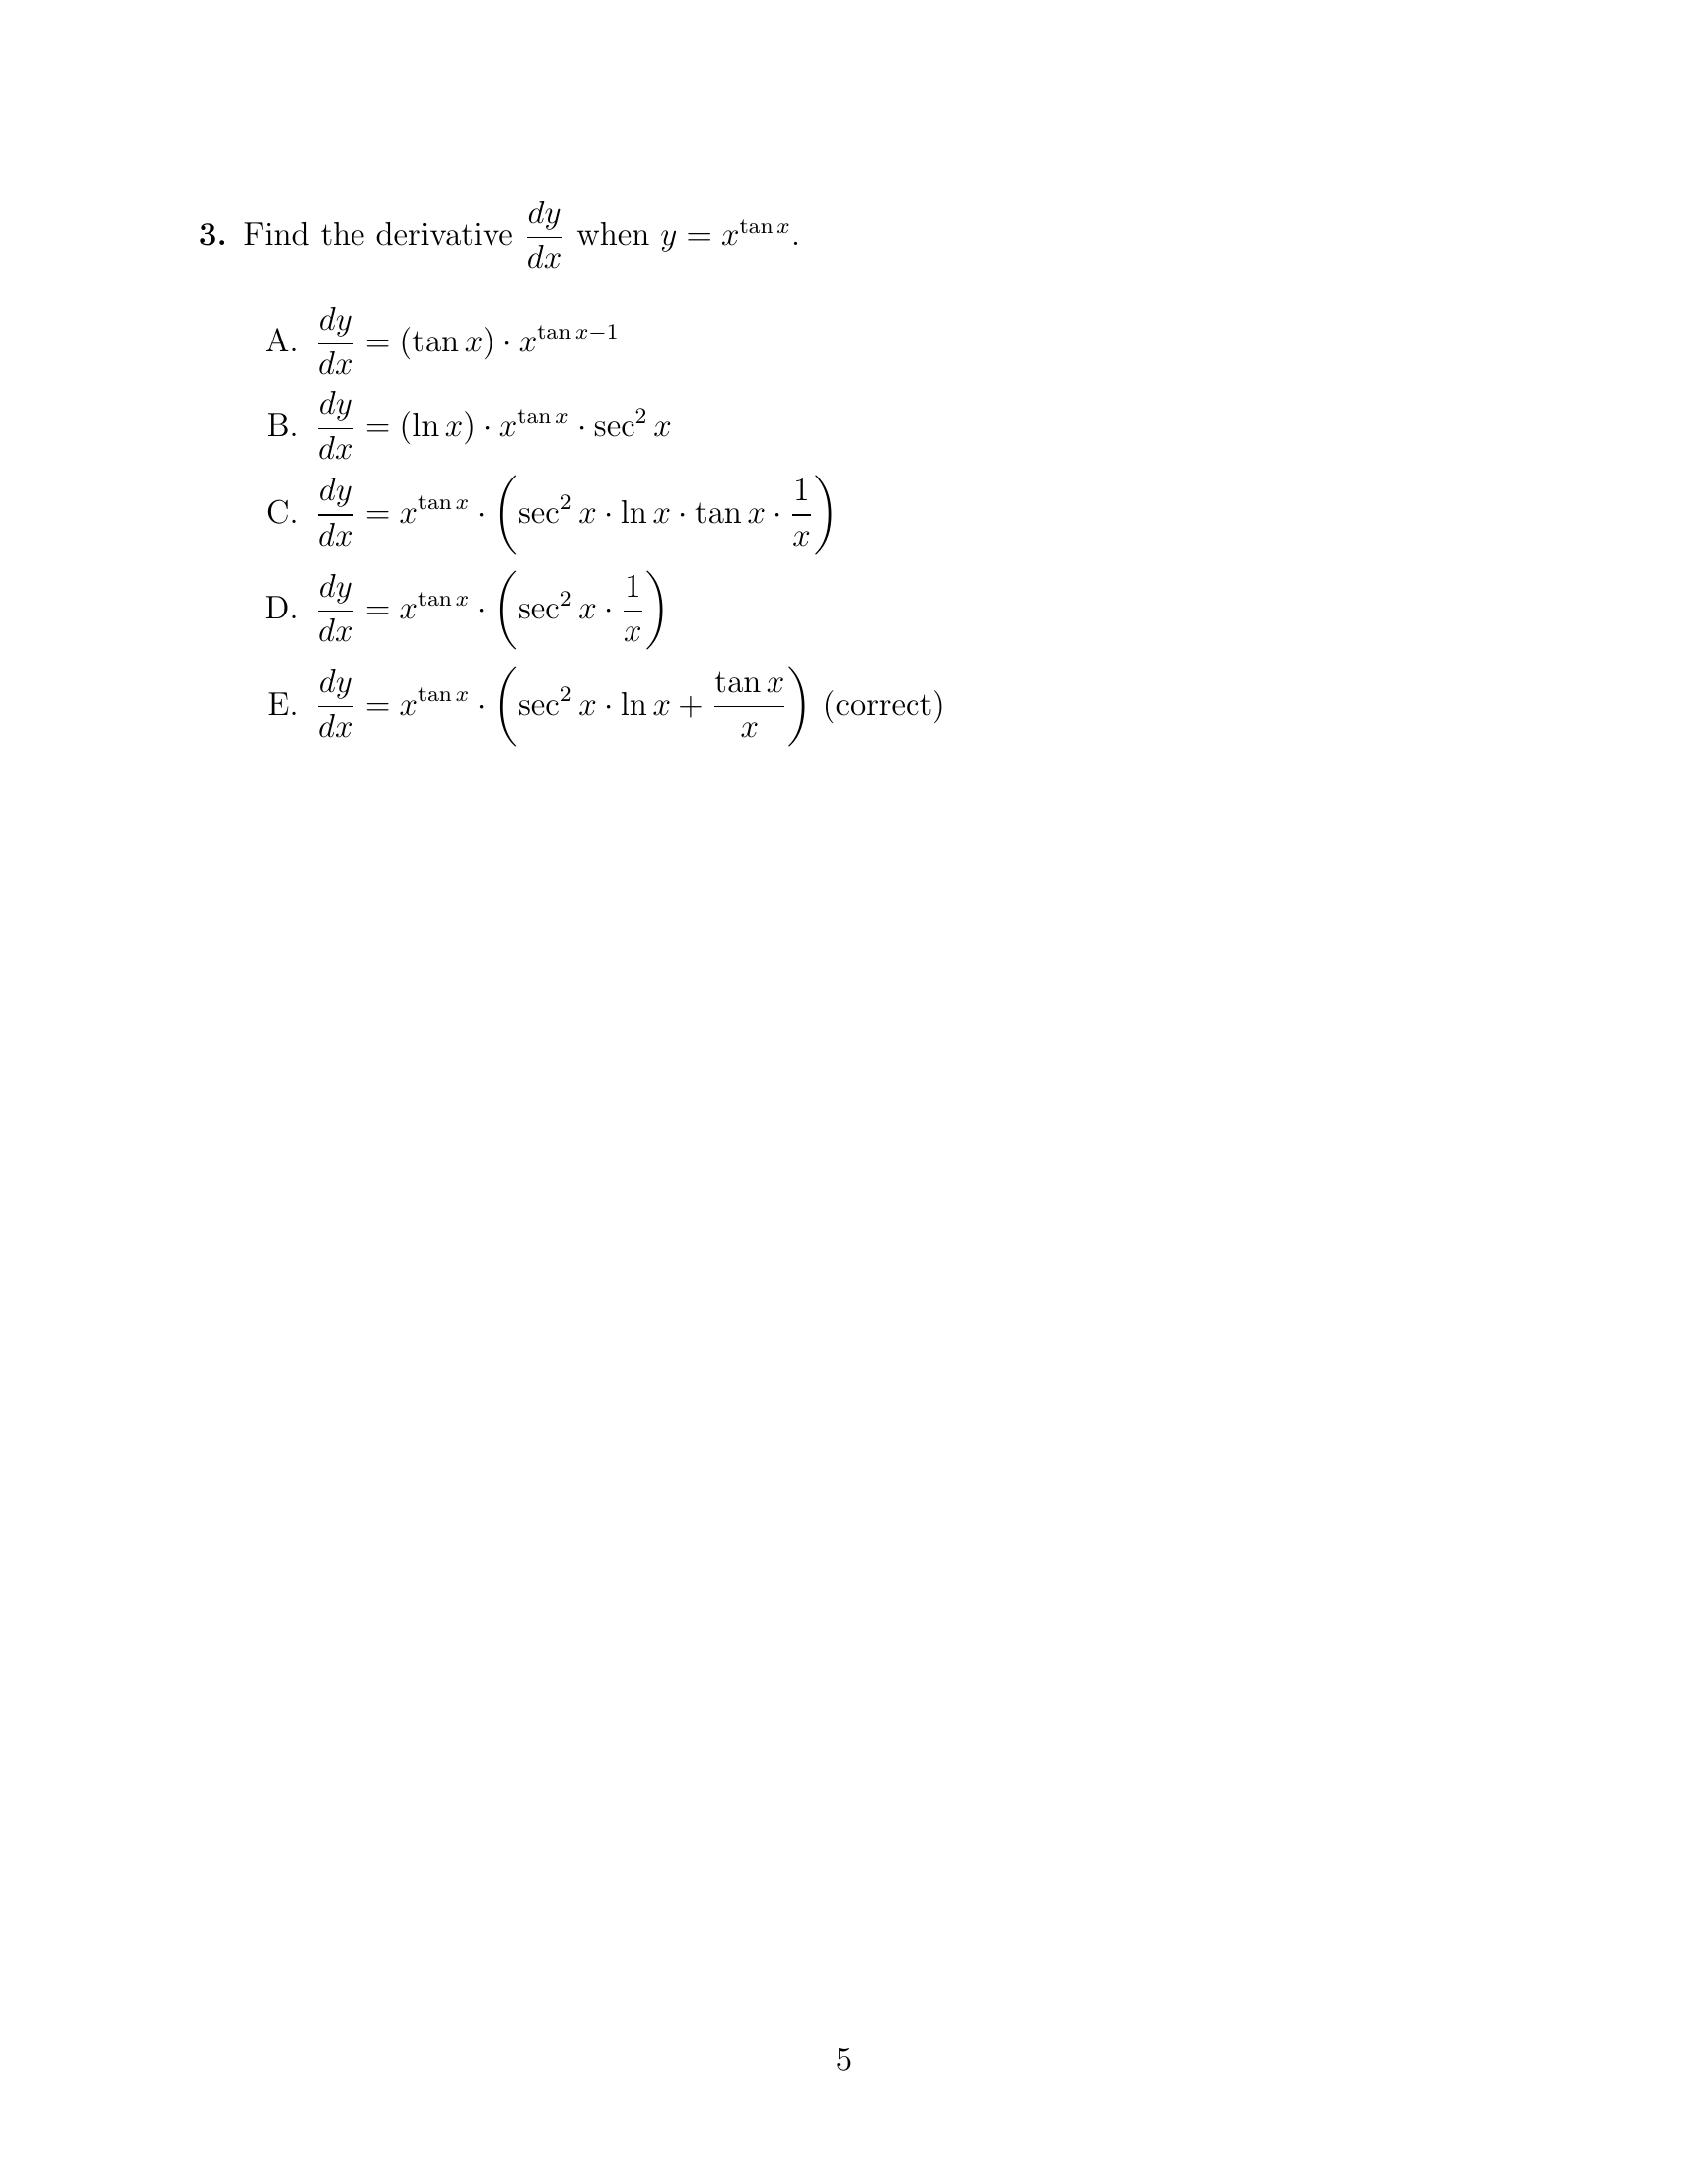 3. Find the derivative \frac{dy}{dx} when y = x^{\tan x}.
A. \frac{dy}{dx} = (\tan x) \cdot x^{\tan x - 1}
B. \frac{dy}{dx} = (\ln x) \cdot x^{\tan x} \cdot \sec^2 x
C. \frac{dy}{dx} = x^{\tan x} \cdot \left( \sec^2 x \cdot \ln x \cdot \tan x \cdot \frac{1}{x} \right)
D. \frac{dy}{dx} = x^{\tan x} \cdot \left( \sec^2 x \cdot \frac{1}{x} \right)
E. \frac{dy}{dx} = x^{\tan x} \cdot \left( \sec^2 x \cdot \ln x + \frac{\tan x}{x} \right) (correct)
5